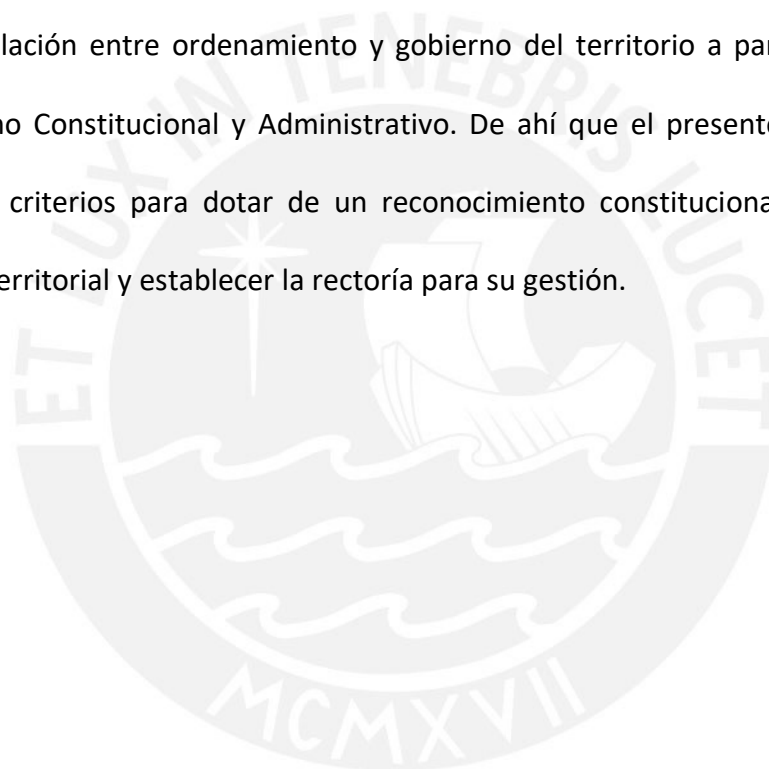 lación entre ordenamiento y gobierno del territorio a par
no Constitucional y Administrativo. De ahí que el present
criterios para dotar de un reconocimiento constituciona
erritorial y establecer la rectoría para su gestión.
ET LUX IN TENEBRIS LUCET
MCMXVII